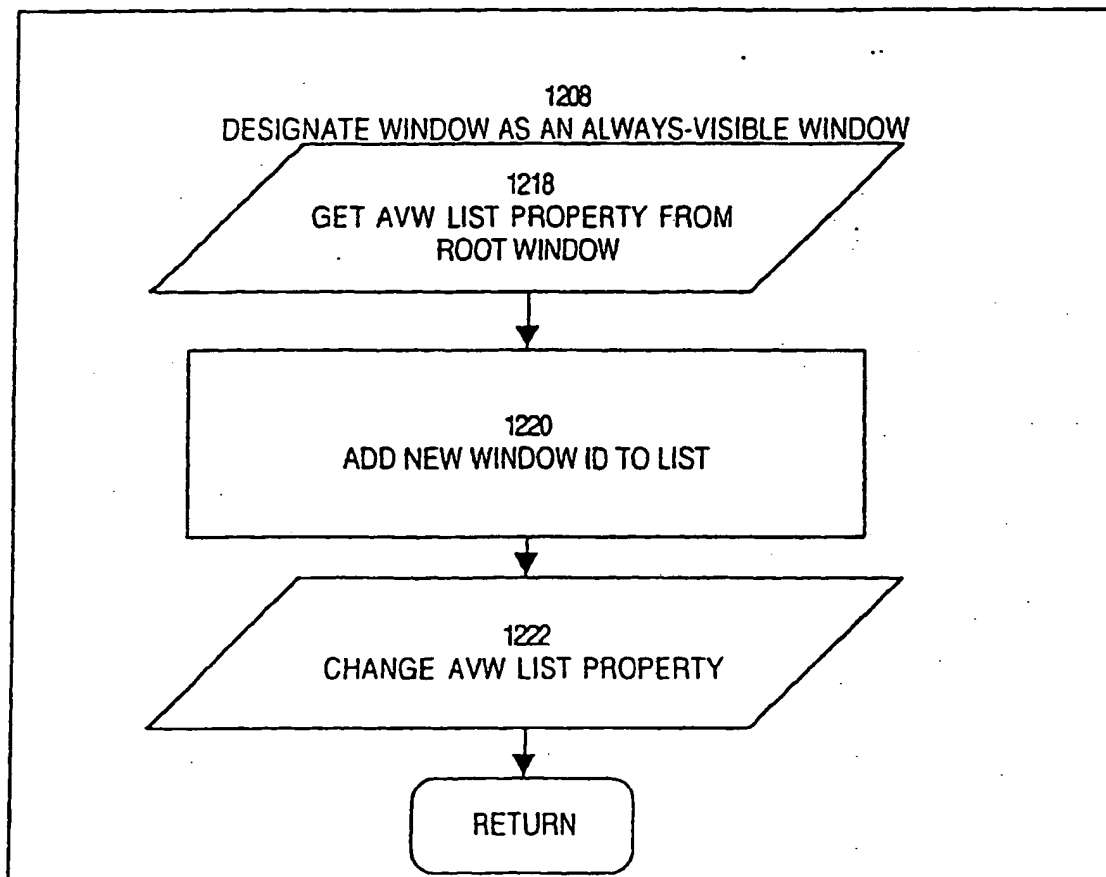 1208
DESIGNATE WINDOW AS AN ALWAYS-VISIBLE WINDOW
1218
GET AVW LIST PROPERTY FROM
ROOT WINDOW
1220
ADD NEW WINDOW ID TO LIST
1222
CHANGE AVW LIST PROPERTY
RETURN